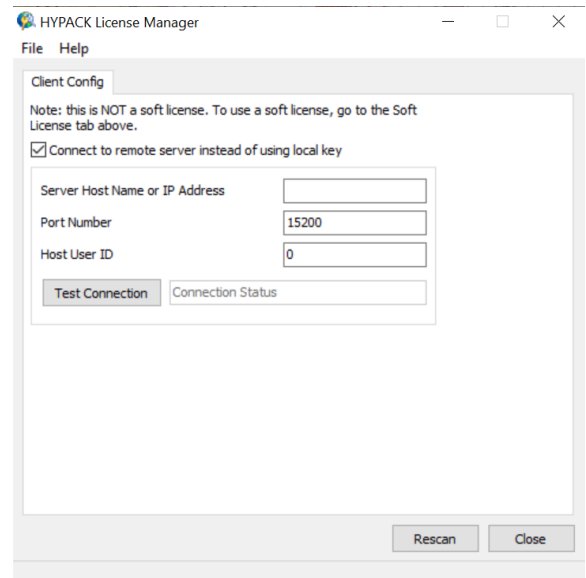 HYPACK License Manager
File Help
Client Config
Note: this is NOT a soft license. To use a soft license, go to the Soft
License tab above.
Connect to remote server instead of using local key
Server Host Name or IP Address
Port Number 15200
Host User ID 0
Test Connection Connection Status
Rescan Close